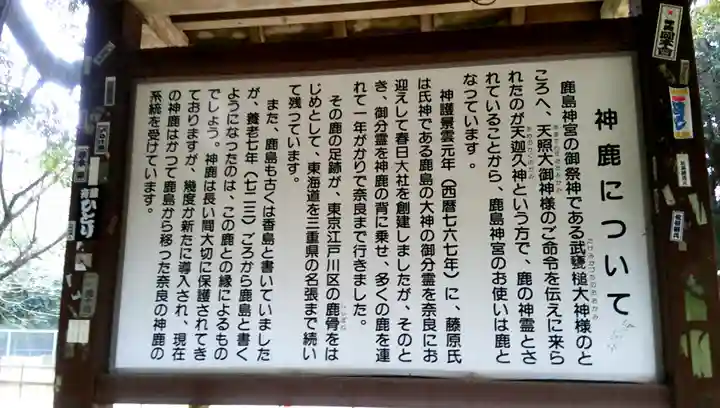 神鹿について
鹿島神宮の御祭神である武甕槌大神様のと
ころへ、天照大御神様のご命令を伝えに来ら
れたのが天迦久神という方で、鹿の神霊とさ
れていることから、鹿島神宮のお使いは鹿と
なっています。
神護景雲元年（西暦七六七年）に、藤原氏
は氏神である鹿島の大神の御分霊を奈良にお
迎えして春日大社を創建しましたが、そのと
き、御分霊を神鹿の背に乗せ、多くの鹿を連
れて一年がかりで奈良まで行きました。
その鹿の足跡が、東京江戸川区の鹿骨をは
じめとして、東海道を三重県の名張まで続い
て残っています。
また、鹿島も古くは香島と書いていました
が、養老七年（七二三）ごろから鹿島と書く
ようになったのは、この鹿との縁によるもの
でしょう。神鹿は長い間大切に保護されてき
ておりますが、幾度か新たに導入され、現在
の神鹿はかつて鹿島から移った奈良の神鹿の
系統を受けています。